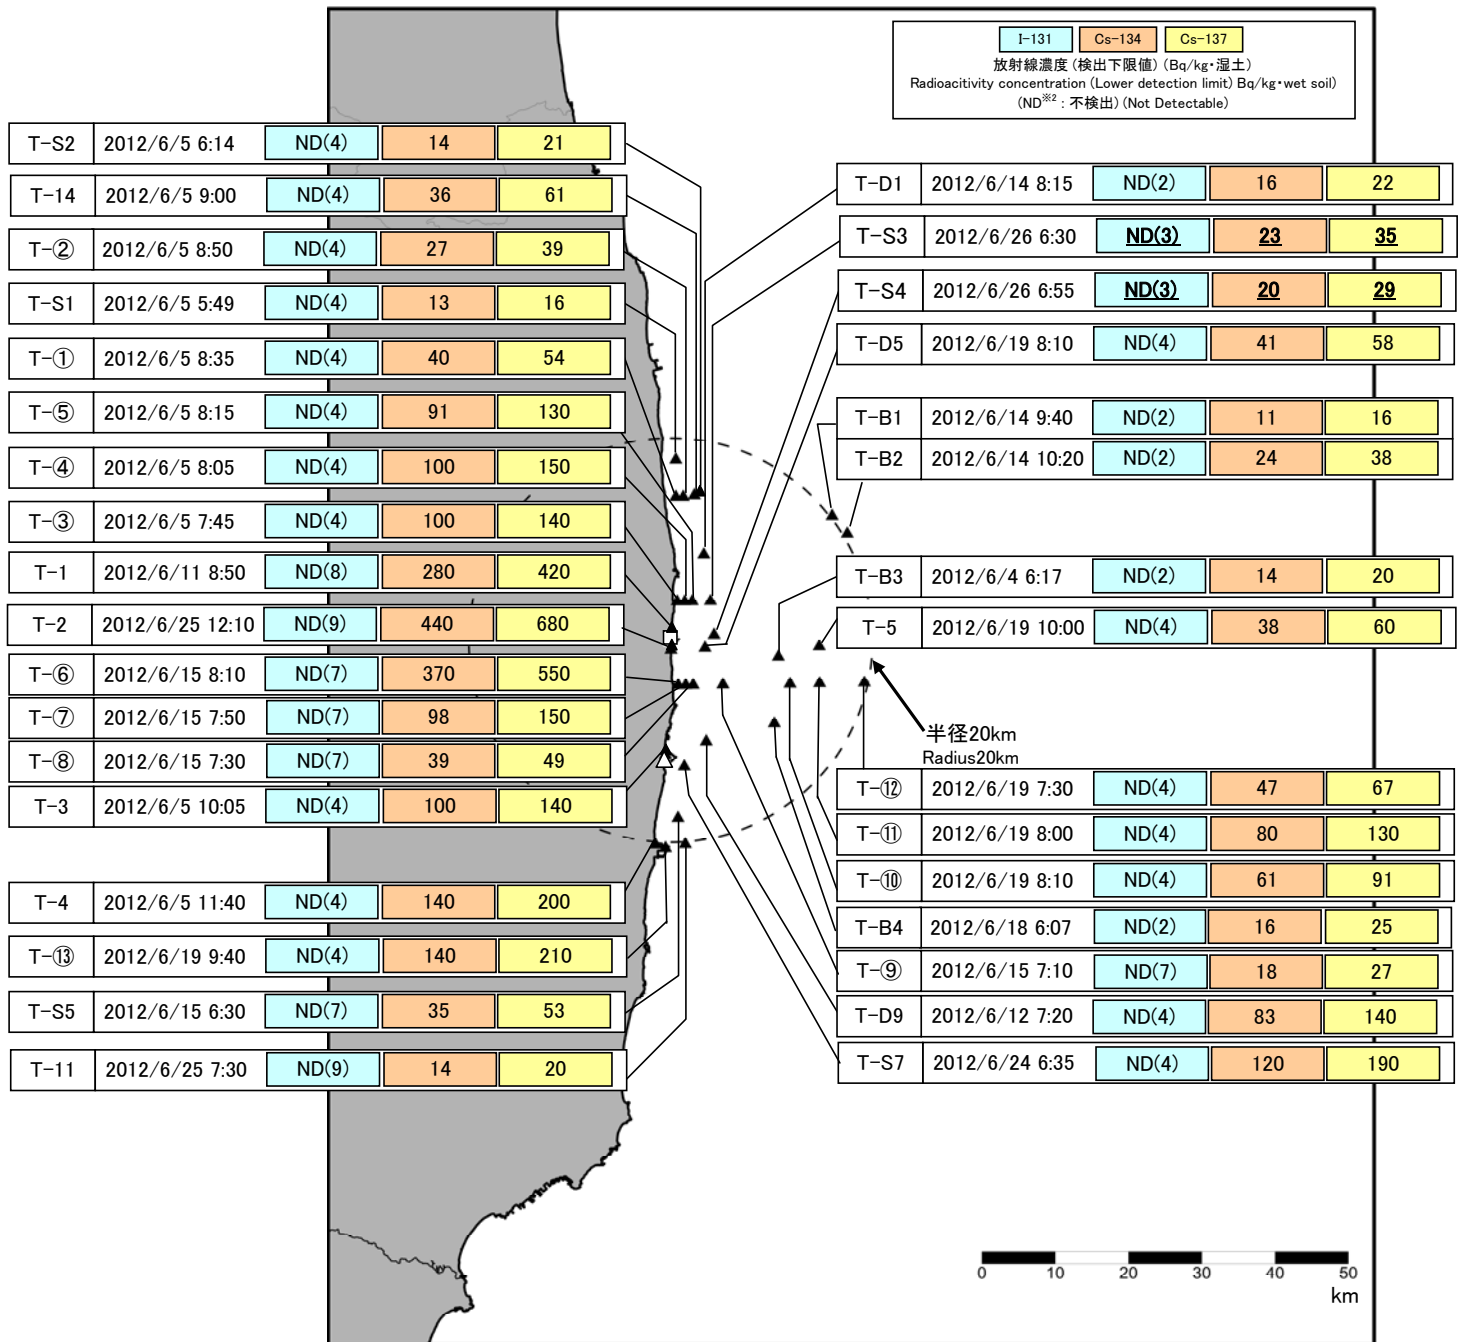 I-131 Cs-134 Cs-137
放射線濃度(検出下限値)(Bq/kg・湿土)
Radioacitivity concentration(Lower detection limit) Bq/kg・wet soil)
(ND※2:不検出)(Not Detectable)
T-S2 2012/6/5 6:14 ND(4) 14 21
T-14 2012/6/5 9:00 ND(4) 36 61
T-② 2012/6/5 8:50 ND(4) 27 39
T-S1 2012/6/5 5:49 ND(4) 13 16
T-① 2012/6/5 8:35 ND(4) 40 54
T-⑤ 2012/6/5 8:15 ND(4) 91 130
T-④ 2012/6/5 8:05 ND(4) 100 150
T-③ 2012/6/5 7:45 ND(4) 100 140
T-1 2012/6/11 8:50 ND(8) 280 420
T-2 2012/6/25 12:10 ND(9) 440 680
T-⑥ 2012/6/15 8:10 ND(7) 370 550
T-⑦ 2012/6/15 7:50 ND(7) 98 150
T-⑧ 2012/6/15 7:30 ND(7) 39 49
T-3 2012/6/5 10:05 ND(4) 100 140
T-4 2012/6/5 11:40 ND(4) 140 200
T-⑬ 2012/6/19 9:40 ND(4) 140 210
T-S5 2012/6/15 6:30 ND(7) 35 53
T-11 2012/6/25 7:30 ND(9) 14 20
T-D1 2012/6/14 8:15 ND(2) 16 22
T-S3 2012/6/26 6:30 ND(3) 23 35
T-S4 2012/6/26 6:55 ND(3) 20 29
T-D5 2012/6/19 8:10 ND(4) 41 58
T-B1 2012/6/14 9:40 ND(2) 11 16
T-B2 2012/6/14 10:20 ND(2) 24 38
T-B3 2012/6/4 6:17 ND(2) 14 20
T-5 2012/6/19 10:00 ND(4) 38 60
半径20km
Radius20km
T-⑫ 2012/6/19 7:30 ND(4) 47 67
T-⑪ 2012/6/19 8:00 ND(4) 80 130
T-⑩ 2012/6/19 8:10 ND(4) 61 91
T-B4 2012/6/18 6:07 ND(2) 16 25
T-⑨ 2012/6/15 7:10 ND(7) 18 27
T-D9 2012/6/12 7:20 ND(4) 83 140
T-S7 2012/6/24 6:35 ND(4) 120 190
0 10 20 30 40 50
km